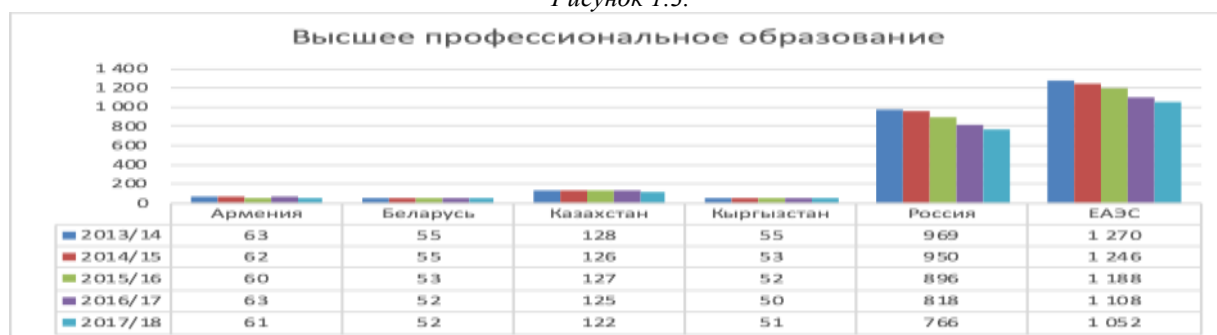 Рисунок 1.3.
Высшее профессиональное образование
1 400
1 200
1 000
800
600
400
200
0
Армения Беларусь Казахстан Кыргызстан Россия ЕАЭС
2013/14 63 55 128 55 969 1 270
2014/15 62 55 126 53 950 1 246
2015/16 60 53 127 52 896 1 188
2016/17 63 52 125 50 818 1 108
2017/18 61 52 122 51 766 1 052